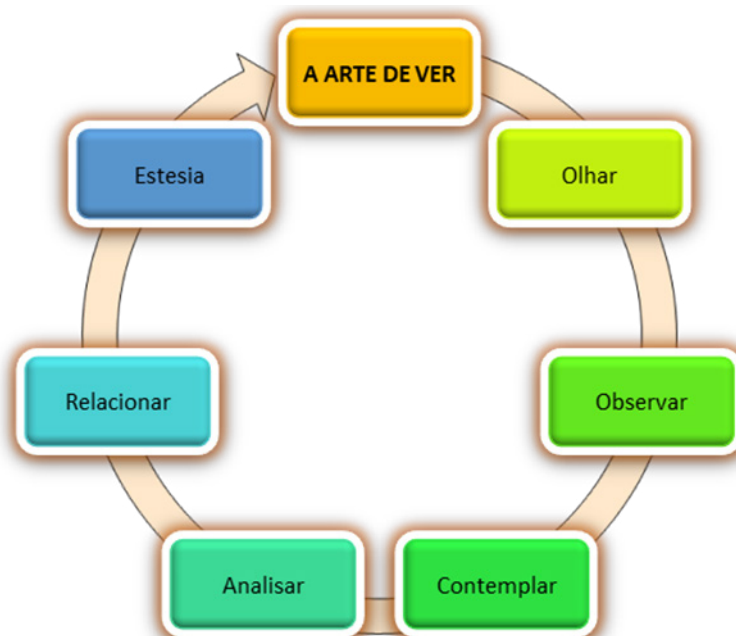 A ARTE DE VER
Olhar
Observar
Contemplar
Analisar
Relacionar
Estesia